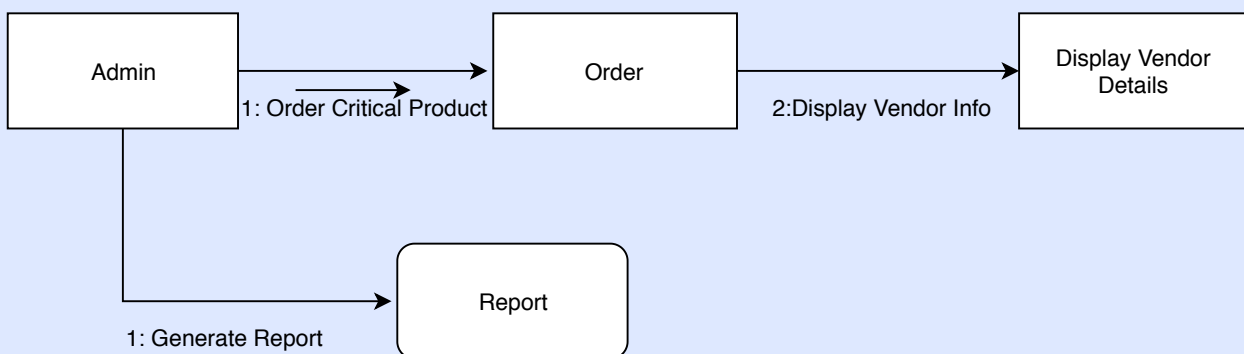 Admin
Order
Display Vendor
Details
1: Order Critical Product
2:Display Vendor Info
Report
1: Generate Report